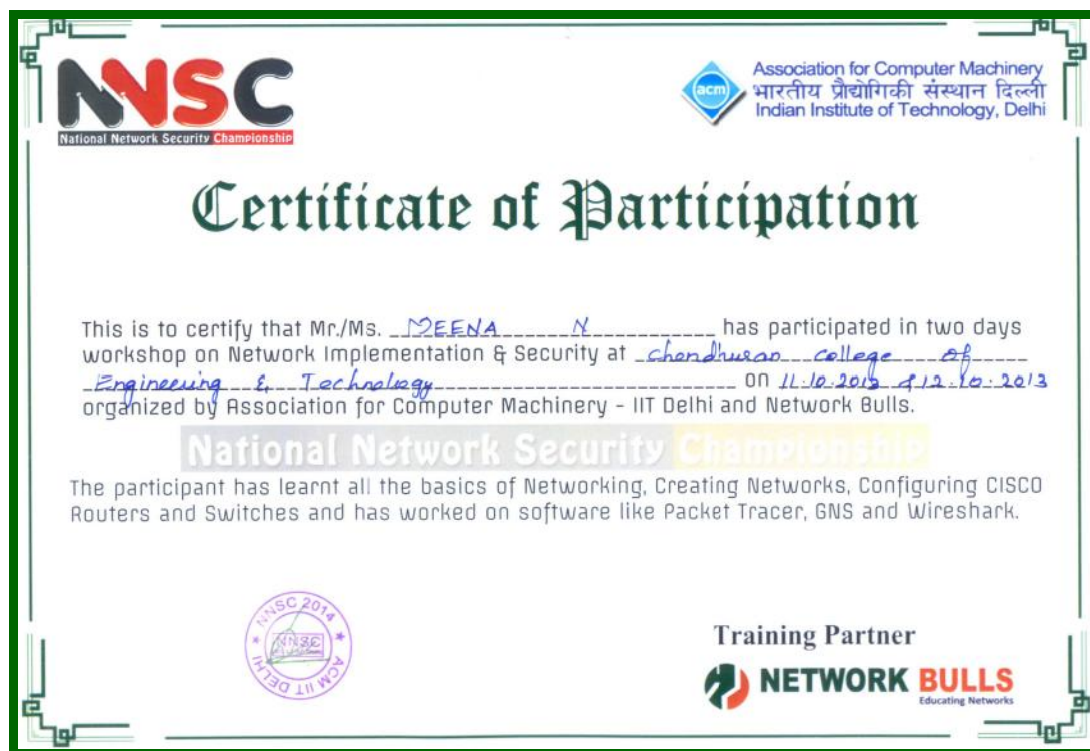 NNSC
National Network Security Championship
acm
Association for Computer Machinery
भारतीय प्रौद्योगिकी संस्थान दिल्ली
Indian Institute of Technology, Delhi
Certificate of Participation
This is to certify that Mr./Ms. MEENA N has participated in two days
workshop on Network Implementation & Security at chendhuran college of
Engineering & Technology on 11.10.2013 & 12.10.2013
organized by Association for Computer Machinery - IIT Delhi and Network Bulls.
National Network Security Championship
The participant has learnt all the basics of Networking, Creating Networks, Configuring CISCO
Routers and Switches and has worked on software like Packet Tracer, GNS and Wireshark.
NNSC 2014
NNSC
ACM IIT DELHI
Training Partner
NETWORK BULLS
Educating Networks